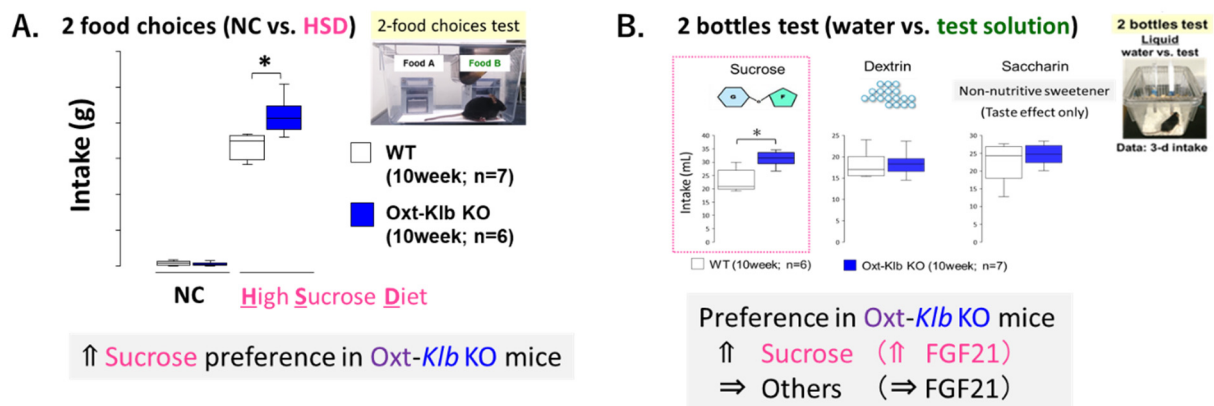 A. 2 food choices (NC vs. HSD)
2-food choices test
Food A
Food B
Intake (g)
*
WT
(10week; n=7)
Oxt-Klb KO
(10week; n=6)
NC
High Sucrose Diet
⇑ Sucrose preference in Oxt-Klb KO mice
B. 2 bottles test (water vs. test solution)
2 bottles test
Liquid
water vs. test
Data: 3-d intake
Sucrose
G
F
Dextrin
Saccharin
Non-nutritive sweetener
(Taste effect only)
Intake (mL)
40
35
30
25
20
15
10
5
0
*
25
20
15
10
5
0
30
25
20
15
10
5
0
WT (10week; n=6)
Oxt-Klb KO (10week; n=7)
Preference in Oxt-Klb KO mice
⇑ Sucrose (⇑ FGF21)
⇒ Others (⇒ FGF21)